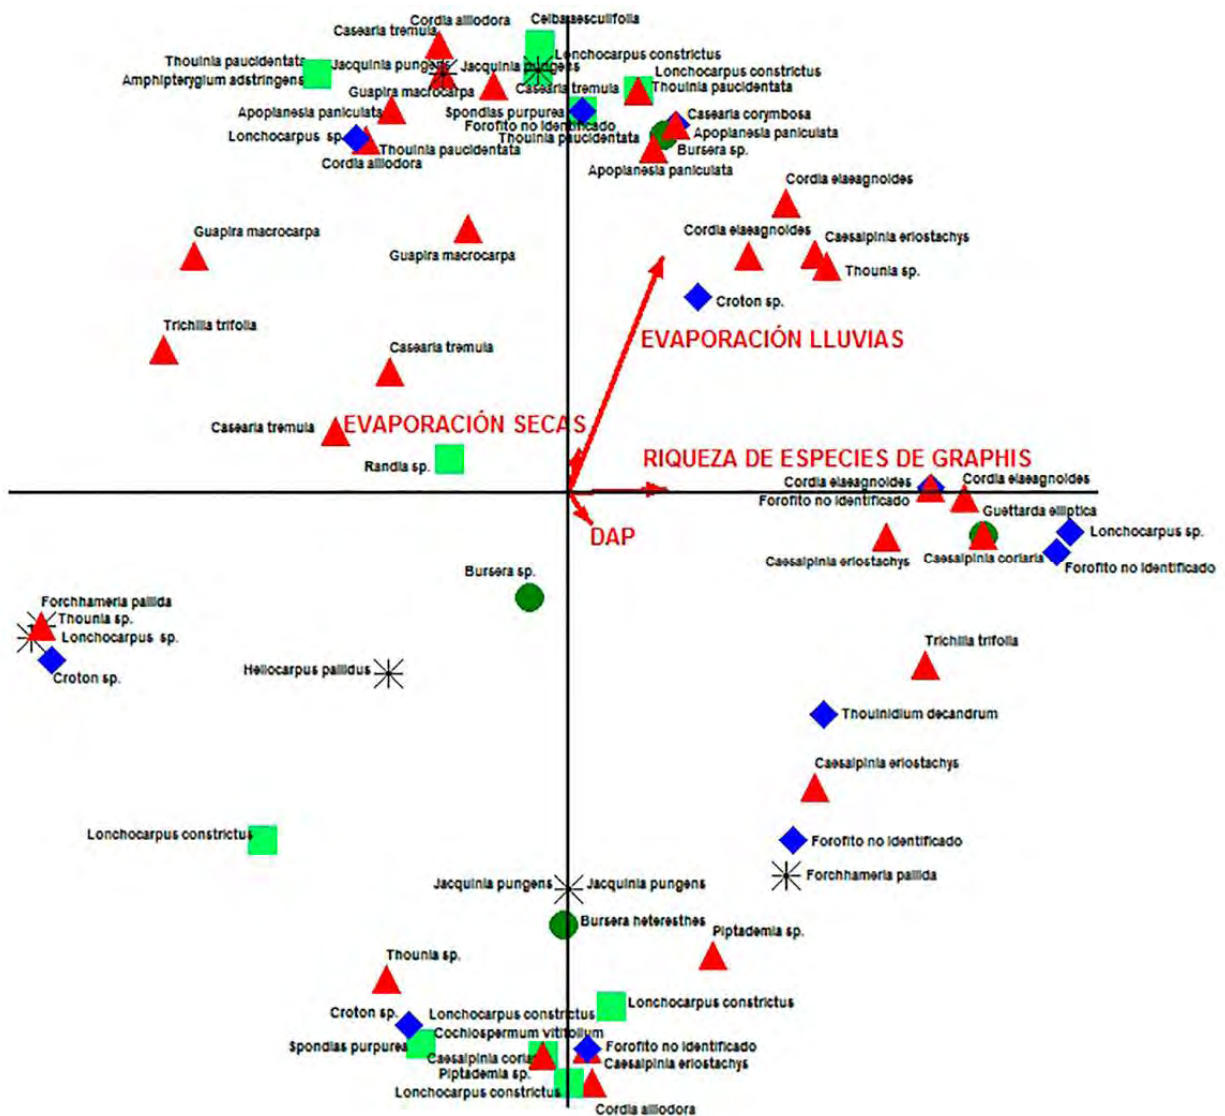 Cordia alliodora
Ceiba aesculifolia
Casearia tremula
Lonchocarpus constrictus
Thouinia paucidentata
Jacquinia pungens
Jacquinia pungens
Lonchocarpus constrictus
Amphipterygium adstringens
Casearia tremula
Thouinia paucidentata
Guapira macrocarpa
Apoplanesia paniculata
Spondias purpurea
Casearia corymbosa
Forofito no identificado
Lonchocarpus sp.
Thouinia paucidentata
Apoplanesia paniculata
Thouinia paucidentata
Bursera sp.
Cordia alliodora
Apoplanesia paniculata
Cordia elaeagnoides
Guapira macrocarpa
Cordia elaeagnoides
Caesalpinia eriostachys
Guapira macrocarpa
Thounia sp.
Croton sp.
Trichilia trifolia
EVAPORACIÓN LLUVIAS
Casearia tremula
Casearia tremula
EVAPORACIÓN SECAS
Randia sp.
RIQUEZA DE ESPECIES DE GRAPHIS
Cordia elaeagnoides
Cordia elaeagnoides
Forofito no identificado
Guettarda elliptica
DAP
Lonchocarpus sp.
Caesalpinia eriostachys
Caesalpinia coriaria
Forofito no identificado
Bursera sp.
Forchhameria pallida
Thounia sp.
Lonchocarpus sp.
Trichilia trifolia
Croton sp.
Heliocarpus pallidus
Thouinidium decandrum
Caesalpinia eriostachys
Lonchocarpus constrictus
Forofito no identificado
Jacquinia pungens
Jacquinia pungens
Forchhameria pallida
Bursera heteresthes
Piptademia sp.
Thounia sp.
Lonchocarpus constrictus
Croton sp.
Lonchocarpus constrictus
Cochlospermum vitifolium
Spondias purpurea
Forofito no identificado
Caesalpinia coriaria
Caesalpinia eriostachys
Piptademia sp.
Lonchocarpus constrictus
Cordia alliodora